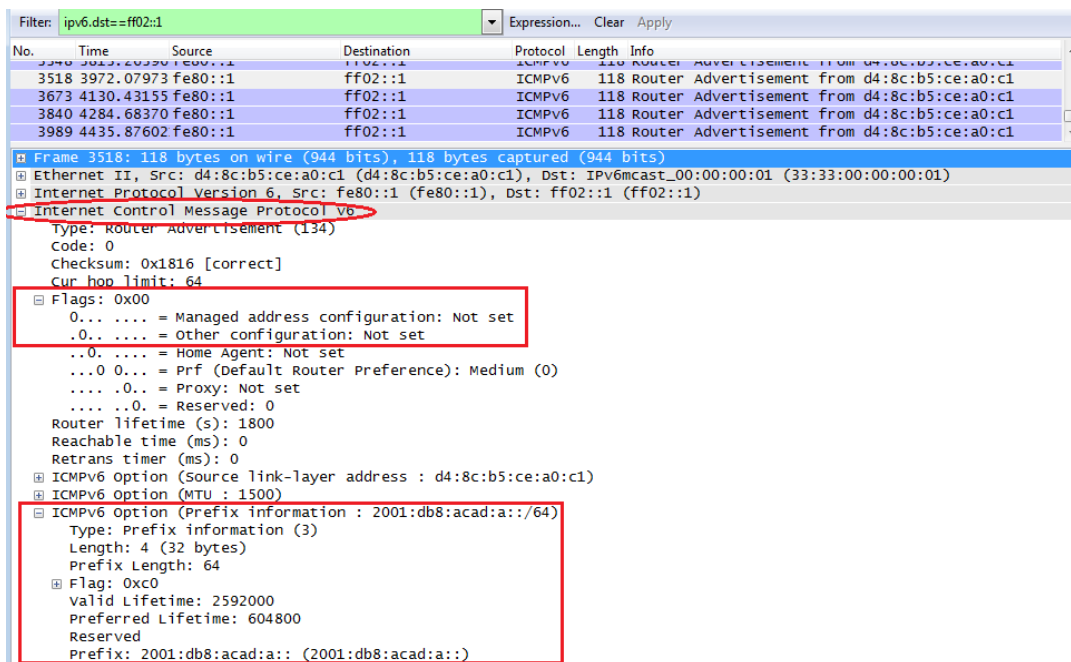 Filter: ipv6.dst==ff02::1 Expression... Clear Apply
No. Time Source Destination Protocol Length Info
ff02::1 ICMPv6 118 Router Advertisement from d4:8c:b5:ce:a0:c1
3518 3972.07973 fe80::1 ff02::1 ICMPv6 118 Router Advertisement from d4:8c:b5:ce:a0:c1
3673 4130.43155 fe80::1 ff02::1 ICMPv6 118 Router Advertisement from d4:8c:b5:ce:a0:c1
3840 4284.68370 fe80::1 ff02::1 ICMPv6 118 Router Advertisement from d4:8c:b5:ce:a0:c1
3989 4435.87602 fe80::1 ff02::1 ICMPv6 118 Router Advertisement from d4:8c:b5:ce:a0:c1
Frame 3518: 118 bytes on wire (944 bits), 118 bytes captured (944 bits)
Ethernet II, Src: d4:8c:b5:ce:a0:c1 (d4:8c:b5:ce:a0:c1), Dst: IPv6mcast_00:00:00:01 (33:33:00:00:00:01)
Internet Protocol Version 6, Src: fe80::1 (fe80::1), Dst: ff02::1 (ff02::1)
Internet Control Message Protocol v6
Type: Router Advertisement (134)
Code: 0
Checksum: 0x1816 [correct]
Cur hop limit: 64
Flags: 0x00
0... .... = Managed address configuration: Not set
.0.. .... = Other configuration: Not set
..0. .... = Home Agent: Not set
...0 0... = Prf (Default Router Preference): Medium (0)
.... .0.. = Proxy: Not set
.... ..0. = Reserved: 0
Router lifetime (s): 1800
Reachable time (ms): 0
Retrans timer (ms): 0
ICMPv6 Option (Source link-layer address : d4:8c:b5:ce:a0:c1)
ICMPv6 Option (MTU : 1500)
ICMPv6 Option (Prefix information : 2001:db8:acad:a::/64)
Type: Prefix information (3)
Length: 4 (32 bytes)
Prefix Length: 64
Flag: 0xc0
Valid Lifetime: 2592000
Preferred Lifetime: 604800
Reserved
Prefix: 2001:db8:acad:a:: (2001:db8:acad:a::)